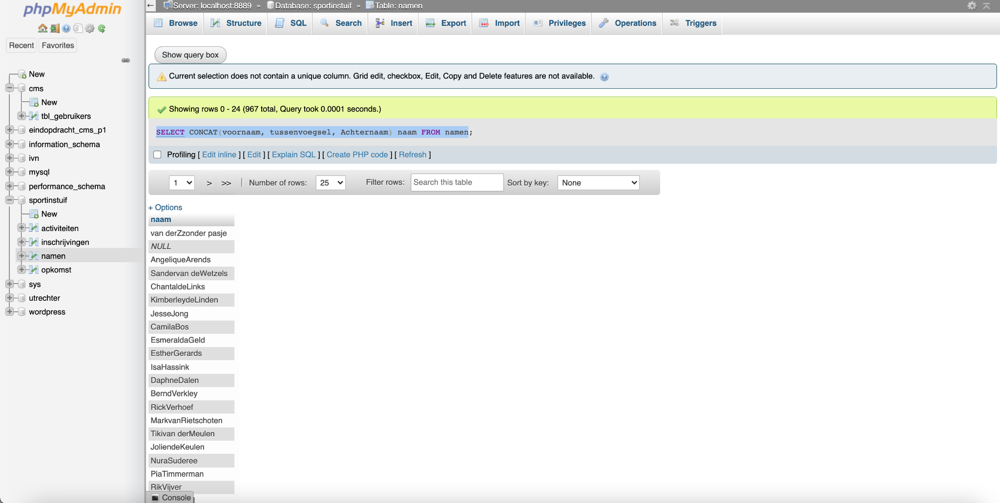 phpMyAdmin
Recent Favorites
New
cms
New
tbl_gebruikers
eindopdracht_cms_p1
information_schema
ivn
mysql
performance_schema
sportinstuif
New
activiteiten
inschrijvingen
namen
opkomst
sys
utrechter
wordpress
← Server: localhost:8889 » Database: sportinstuif » Table: namen
Browse Structure SQL Search Insert Export Import Privileges Operations Triggers
Show query box
Current selection does not contain a unique column. Grid edit, checkbox, Edit, Copy and Delete features are not available.
Showing rows 0 - 24 (967 total, Query took 0.0001 seconds.)
SELECT CONCAT(voornaam, tussenvoegsel, Achternaam) naam FROM namen;
Profiling [ Edit inline ] [ Edit ] [ Explain SQL ] [ Create PHP code ] [ Refresh ]
1 > >> | Number of rows: 25 Filter rows: Search this table Sort by key: None
+ Options
naam
van derZzonder pasje
NULL
AngeliqueArends
Sandervan deWetzels
ChantaldeLinks
KimberleydeLinden
JesseJong
CamilaBos
EsmeraldaGeld
EstherGerards
IsaHassink
DaphneDalen
BerndVerkley
RickVerhoef
MarkvanRietschoten
Tikivan derMeulen
JoliendeKeulen
NuraSuderee
PiaTimmerman
RikVijver
Console